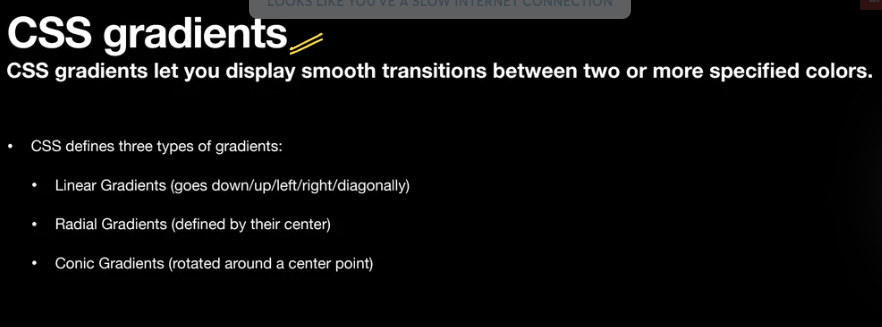 LOOKS LIKE YOU'VE A SLOW INTERNET CONNECTION
CSS gradients
CSS gradients let you display smooth transitions between two or more specified colors.
• CSS defines three types of gradients:
• Linear Gradients (goes down/up/left/right/diagonally)
• Radial Gradients (defined by their center)
• Conic Gradients (rotated around a center point)